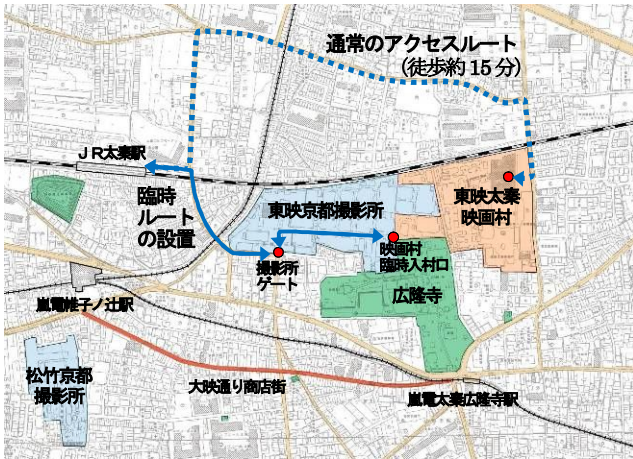 通常のアクセスルート
(徒歩約15分)
JR太秦駅
臨時
ルート
の設置
東映京都撮影所
東映太秦
映画村
撮影所
ゲート
映画村
臨時入村口
広隆寺
嵐電帷子ノ辻駅
松竹京都
撮影所
大映通り商店街
嵐電太秦広隆寺駅